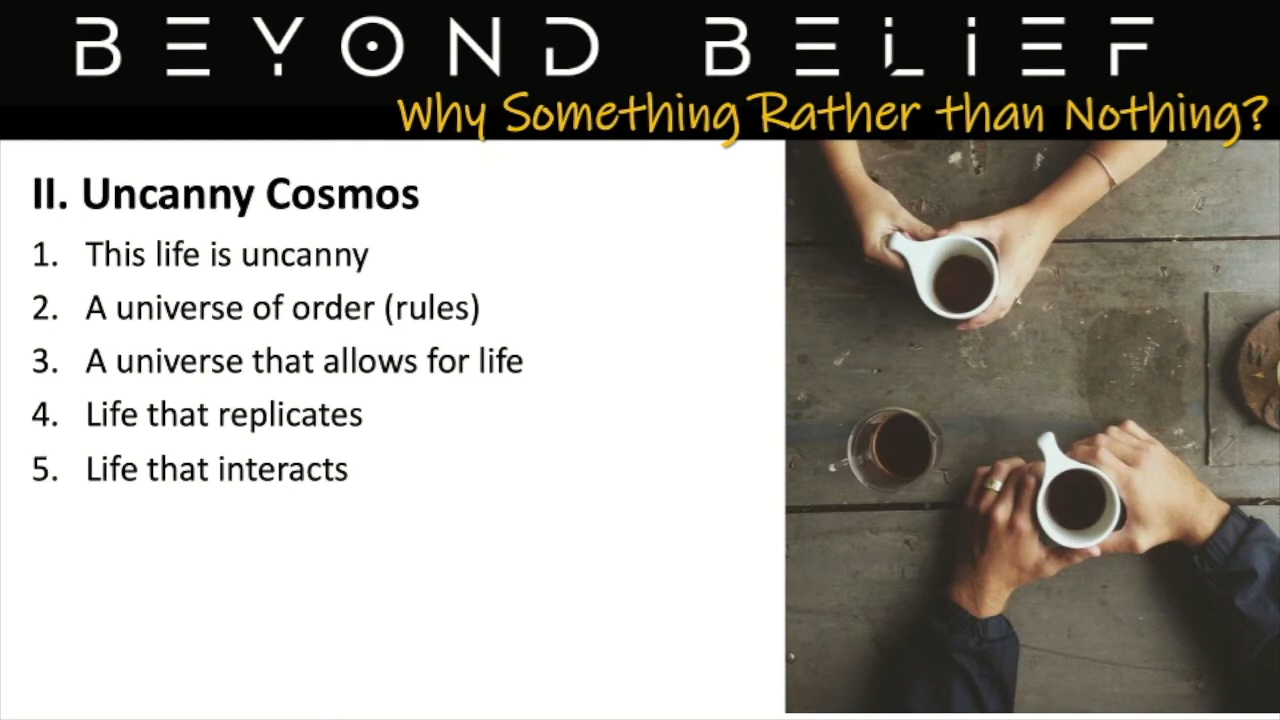 BEYOND BELIEF
Why Something Rather than Nothing?
II. Uncanny Cosmos
1. This life is uncanny
2. A universe of order (rules)
3. A universe that allows for life
4. Life that replicates
5. Life that interacts